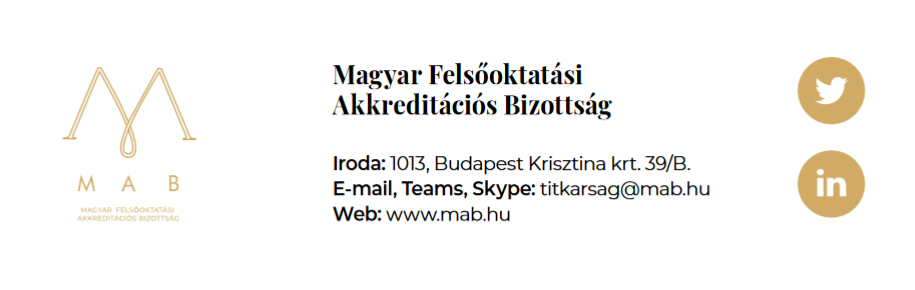 M A B
MAGYAR FELSŐOKTATÁSI
AKKREDITÁCIÓS BIZOTTSÁG
Magyar Felsőoktatási
Akkreditációs Bizottság
Iroda: 1013, Budapest Krisztina krt. 39/B.
E-mail, Teams, Skype: titkarsag@mab.hu
Web: www.mab.hu
in